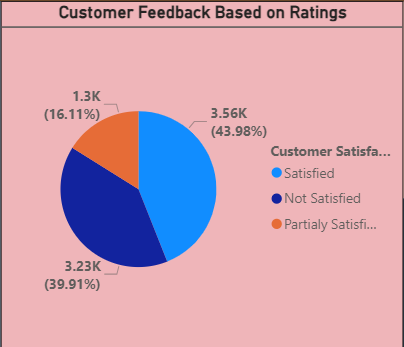 Customer Feedback Based on Ratings
1.3K
(16.11%)
3.56K
(43.98%)
Customer Satisfa...
Satisfied
Not Satisfied
Partialy Satisfi...
3.23K
(39.91%)